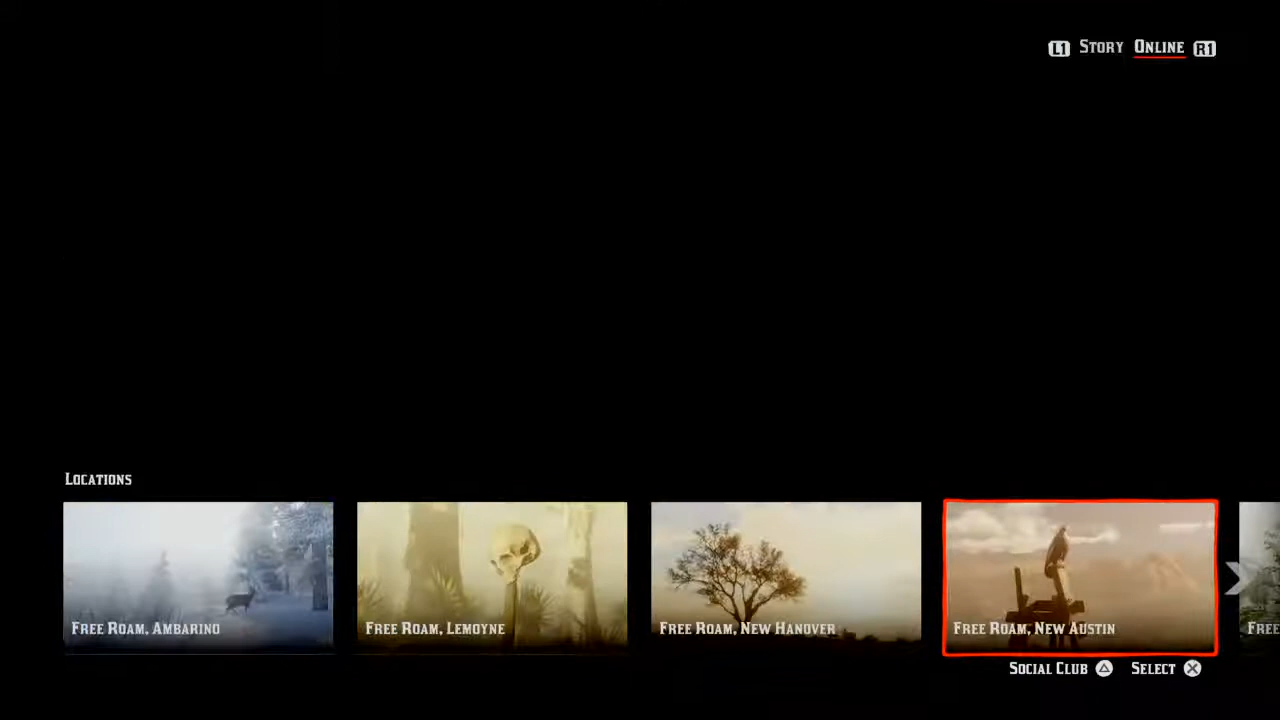 L1 STORY ONLINE R1
LOCATIONS
FREE ROAM, AMBARINO
FREE ROAM, LEMOYNE
FREE ROAM, NEW HANOVER
FREE ROAM, NEW AUSTIN
FREE
SOCIAL CLUB SELECT